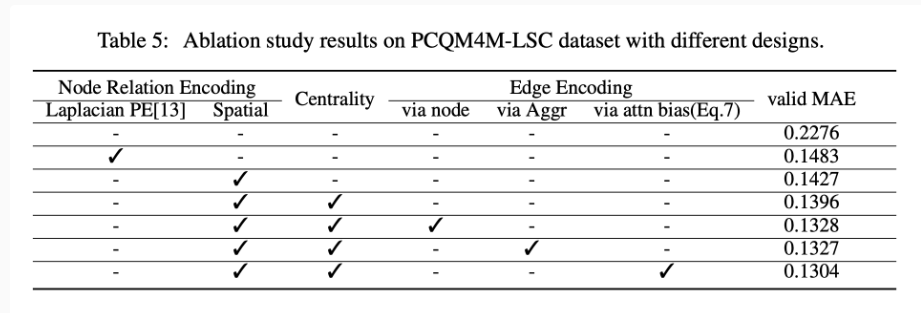 Table 5: Ablation study results on PCQM4M-LSC dataset with different designs.
Node Relation Encoding Centrality Edge Encoding valid MAE
Laplacian PE[13] Spatial via node via Aggr via attn bias(Eq.7)
- - - - - - 0.2276
✓ - - - - - 0.1483
- ✓ - - - - 0.1427
- ✓ ✓ - - - 0.1396
- ✓ ✓ ✓ - - 0.1328
- ✓ ✓ - ✓ - 0.1327
- ✓ ✓ - - ✓ 0.1304